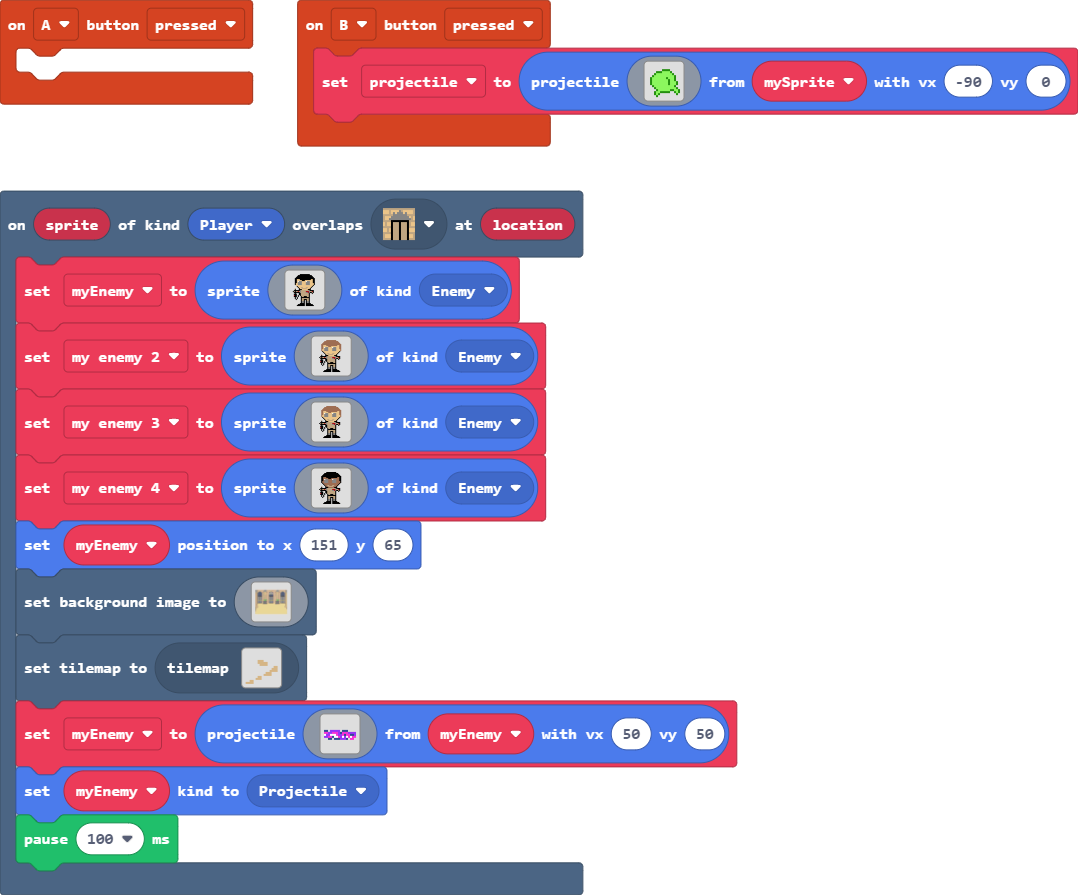 on A button pressed
on B button pressed
set projectile to projectile from mySprite with vx -90 vy 0
on sprite of kind Player overlaps at location
set myEnemy to sprite of kind Enemy
set my enemy 2 to sprite of kind Enemy
set my enemy 3 to sprite of kind Enemy
set my enemy 4 to sprite of kind Enemy
set myEnemy position to x 151 y 65
set background image to
set tilemap to tilemap
set myEnemy to projectile from myEnemy with vx 50 vy 50
set myEnemy kind to Projectile
pause 100 ms